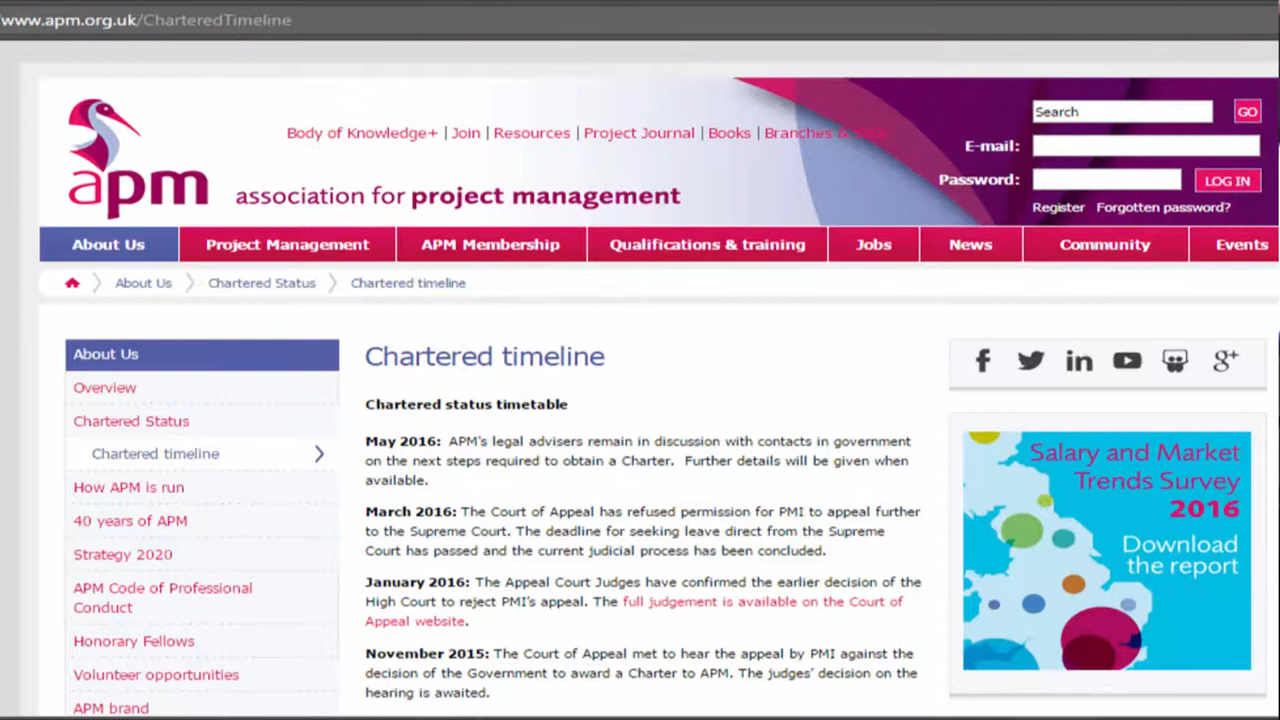 www.apm.org.uk/CharteredTimeline
Search
GO
Body of Knowledge+ | Join | Resources | Project Journal | Books | Branches &
E-mail:
Password:
LOG IN
apm
association for project management
Register Forgotten password?
About Us
Project Management
APM Membership
Qualifications & training
Jobs
News
Community
Events
About Us
Chartered Status
Chartered timeline
About Us
Overview
Chartered Status
Chartered timeline
How APM is run
40 years of APM
Strategy 2020
APM Code of Professional
Conduct
Honorary Fellows
Volunteer opportunities
APM brand
Chartered timeline
Chartered status timetable
May 2016: APM's legal advisers remain in discussion with contacts in government
on the next steps required to obtain a Charter. Further details will be given when
available.
March 2016: The Court of Appeal has refused permission for PMI to appeal further
to the Supreme Court. The deadline for seeking leave direct from the Supreme
Court has passed and the current judicial process has been concluded.
January 2016: The Appeal Court Judges have confirmed the earlier decision of the
High Court to reject PMI's appeal. The full judgement is available on the Court of
Appeal website.
November 2015: The Court of Appeal met to hear the appeal by PMI against the
decision of the Government to award a Charter to APM. The judges' decision on the
hearing is awaited.
Salary and Market
Trends Survey
2016
Download
the report